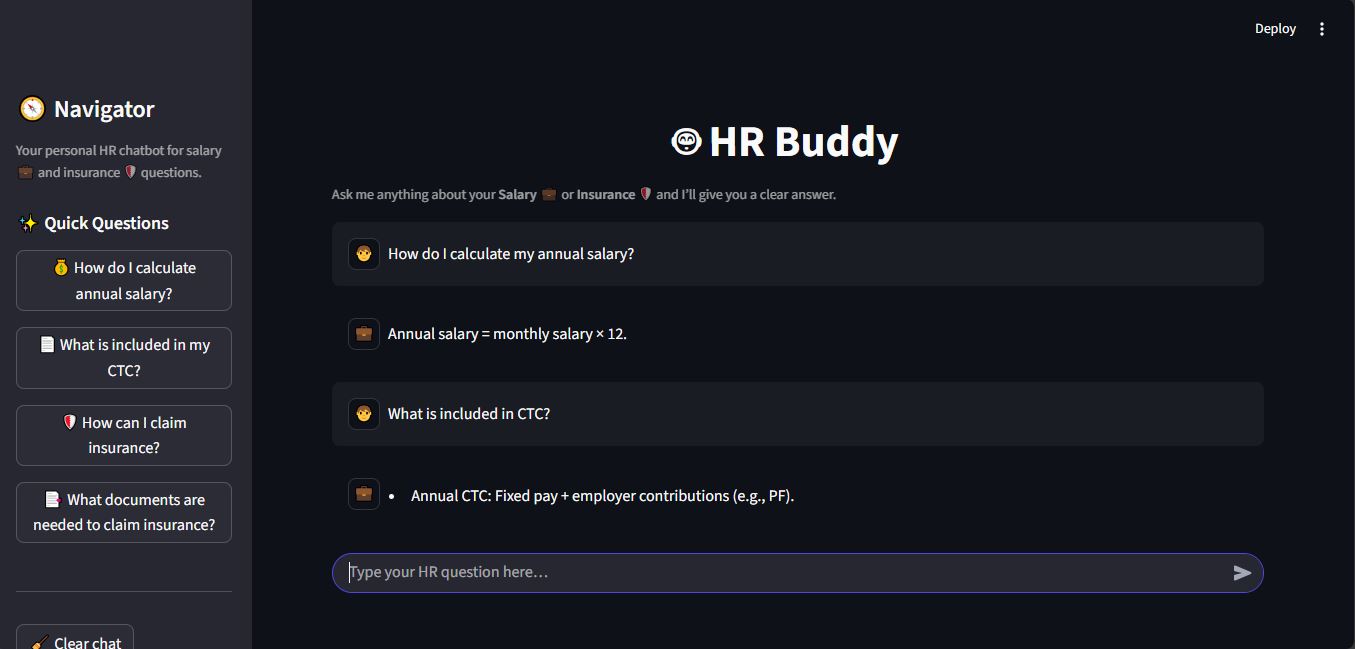 Deploy
Navigator
Your personal HR chatbot for salary
and insurance questions.
Quick Questions
How do I calculate
annual salary?
What is included in my
CTC?
How can I claim
insurance?
What documents are
needed to claim insurance?
Clear chat
HR Buddy
Ask me anything about your Salary or Insurance and I’ll give you a clear answer.
How do I calculate my annual salary?
Annual salary = monthly salary × 12.
What is included in CTC?
• Annual CTC: Fixed pay + employer contributions (e.g., PF).
Type your HR question here…